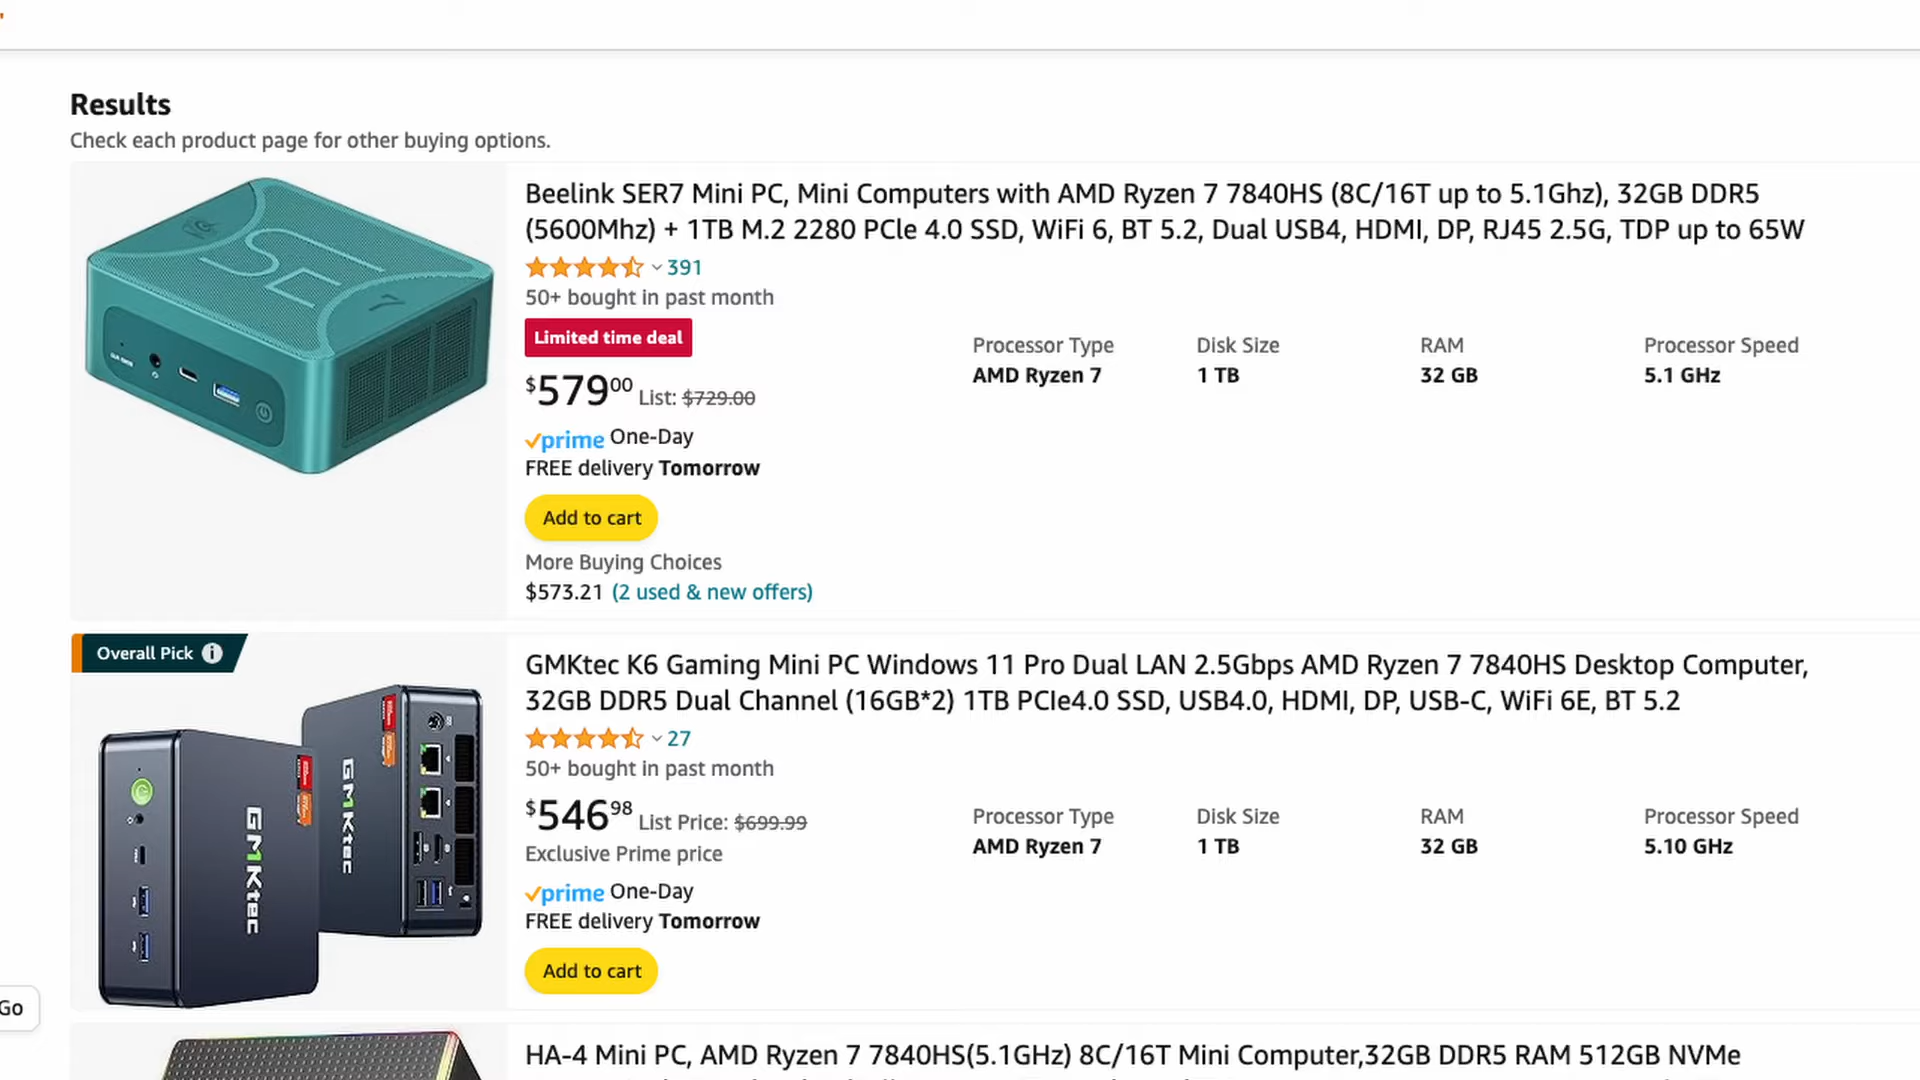 Results
Check each product page for other buying options.
Beelink SER7 Mini PC, Mini Computers with AMD Ryzen 7 7840HS (8C/16T up to 5.1Ghz), 32GB DDR5
(5600Mhz) + 1TB M.2 2280 PCle 4.0 SSD, WiFi 6, BT 5.2, Dual USB4, HDMI, DP, RJ45 2.5G, TDP up to 65W
391
50+ bought in past month
Limited time deal
$579.00 List: $729.00
Processor Type Disk Size RAM Processor Speed
AMD Ryzen 7 1 TB 32 GB 5.1 GHz
prime One-Day
FREE delivery Tomorrow
Add to cart
More Buying Choices
$573.21 (2 used & new offers)
Overall Pick
GMKtec K6 Gaming Mini PC Windows 11 Pro Dual LAN 2.5Gbps AMD Ryzen 7 7840HS Desktop Computer,
32GB DDR5 Dual Channel (16GB*2) 1TB PCIe4.0 SSD, USB4.0, HDMI, DP, USB-C, WiFi 6E, BT 5.2
27
50+ bought in past month
$546.98 List Price: $699.99
Exclusive Prime price
Processor Type Disk Size RAM Processor Speed
AMD Ryzen 7 1 TB 32 GB 5.10 GHz
prime One-Day
FREE delivery Tomorrow
Add to cart
GMKtec
GMKtec
Go
HA-4 Mini PC, AMD Ryzen 7 7840HS(5.1GHz) 8C/16T Mini Computer,32GB DDR5 RAM 512GB NVMe